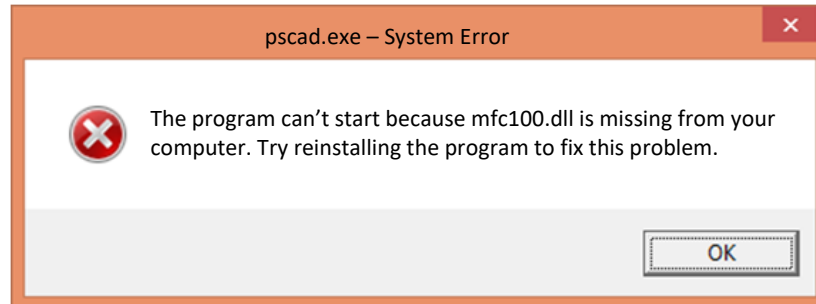 pscad.exe – System Error
The program can’t start because mfc100.dll is missing from your
computer. Try reinstalling the program to fix this problem.
OK